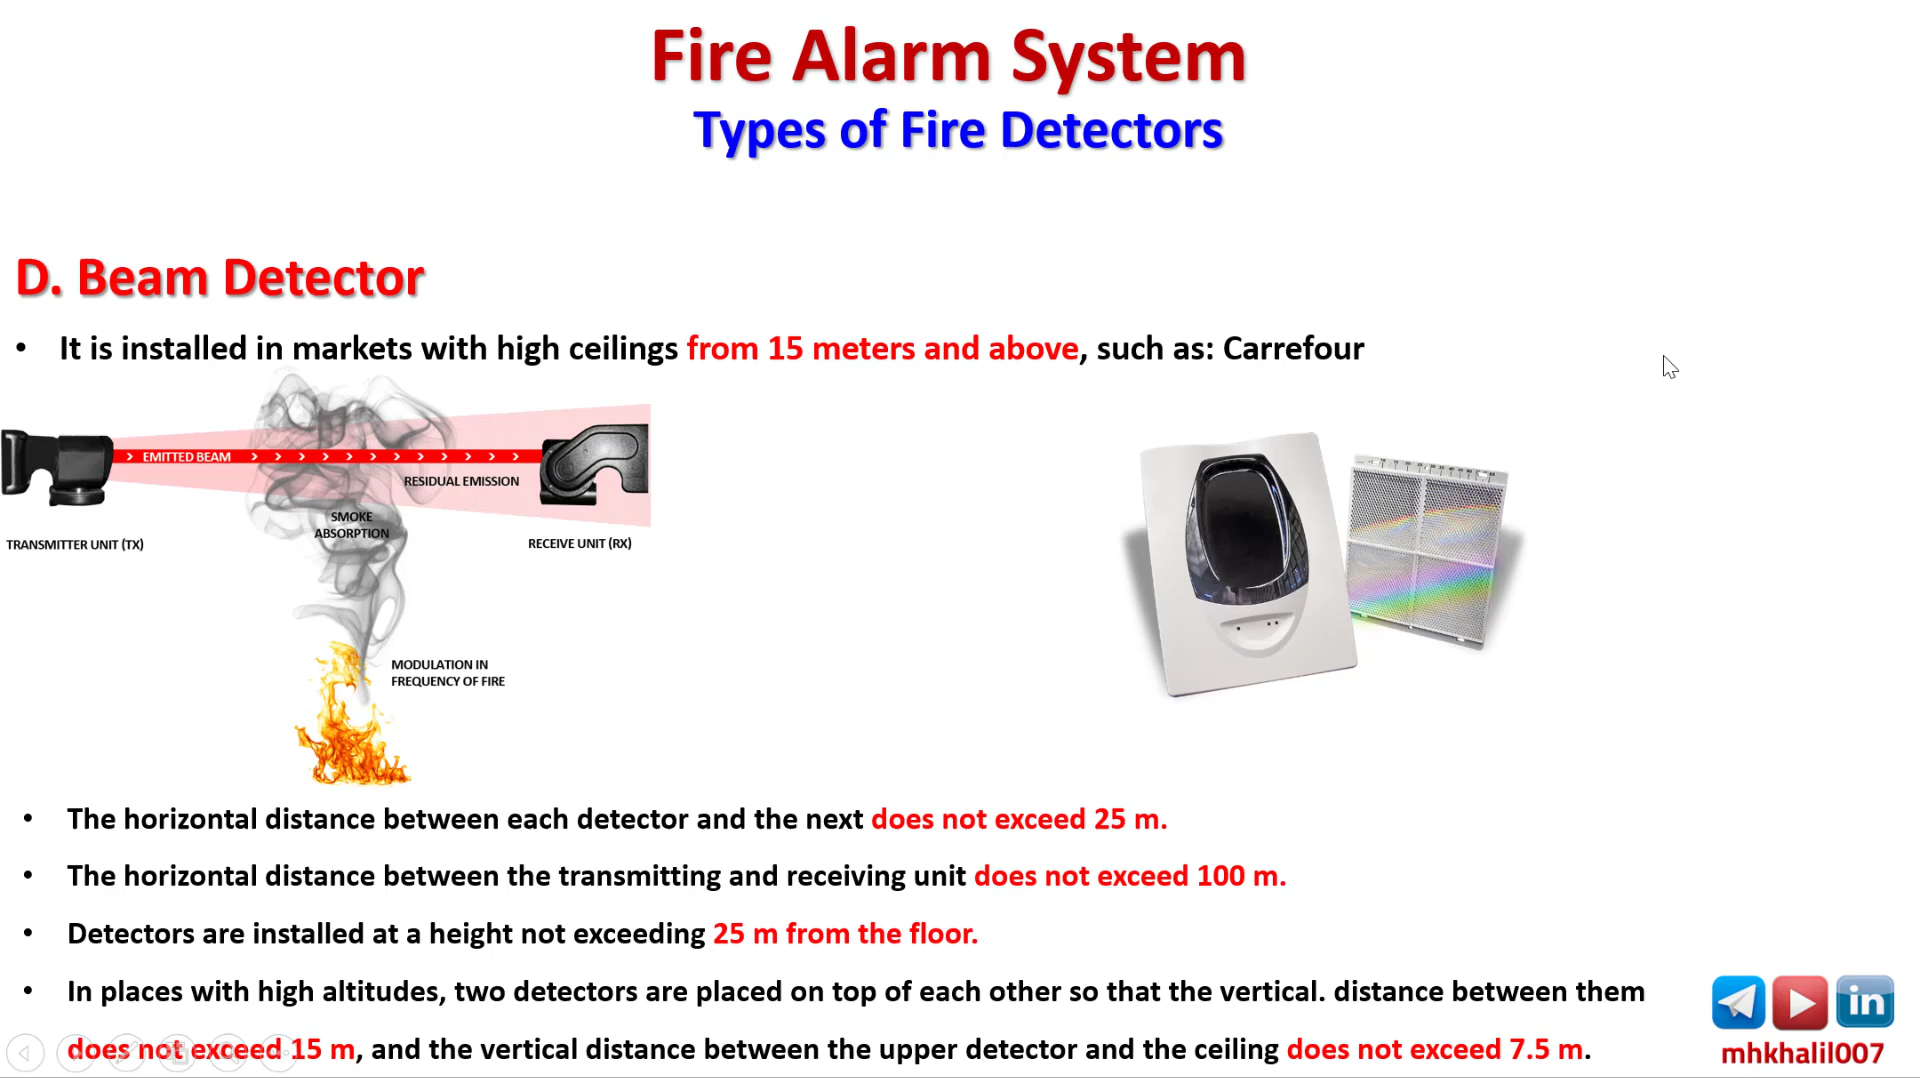 Fire Alarm System
Types of Fire Detectors
D. Beam Detector
• It is installed in markets with high ceilings from 15 meters and above, such as: Carrefour
EMITTED BEAM
RESIDUAL EMISSION
SMOKE
ABSORPTION
TRANSMITTER UNIT (TX)
RECEIVE UNIT (RX)
MODULATION IN
FREQUENCY OF FIRE
• The horizontal distance between each detector and the next does not exceed 25 m.
• The horizontal distance between the transmitting and receiving unit does not exceed 100 m.
• Detectors are installed at a height not exceeding 25 m from the floor.
• In places with high altitudes, two detectors are placed on top of each other so that the vertical. distance between them
does not exceed 15 m, and the vertical distance between the upper detector and the ceiling does not exceed 7.5 m.
in
mhkhalil007